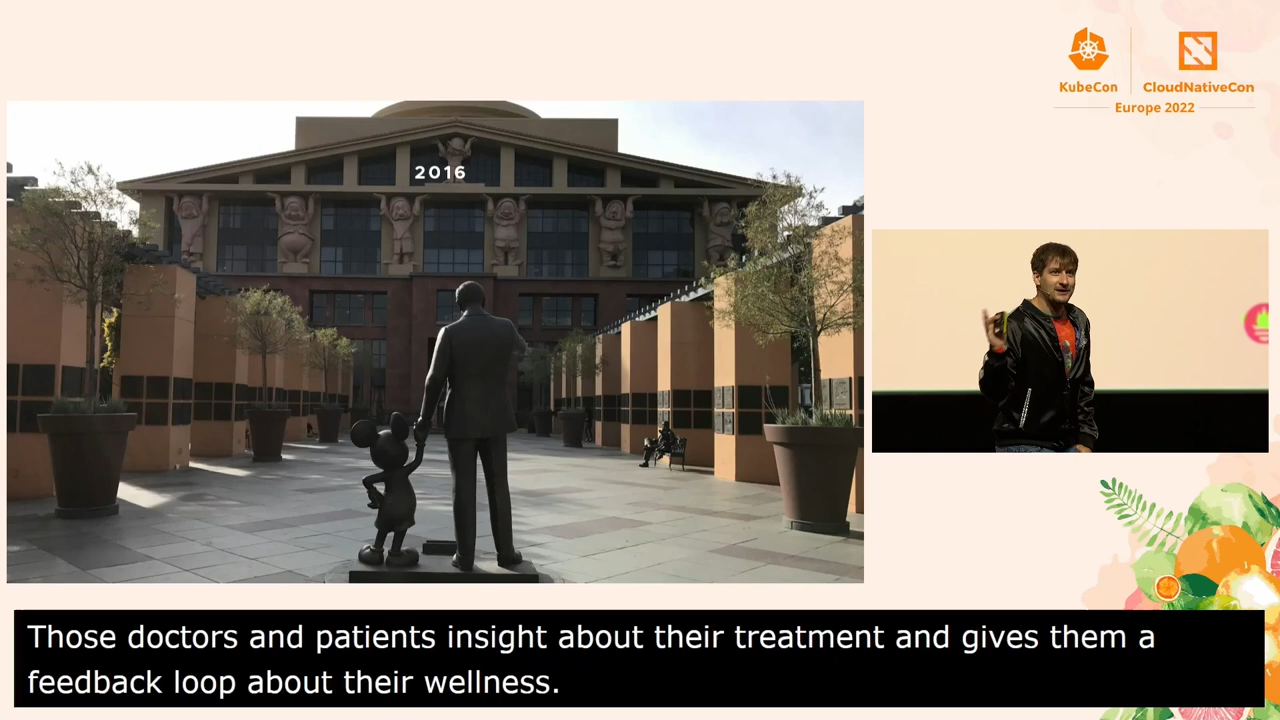 KubeCon
CloudNativeCon
Europe 2022
2016
Those doctors and patients insight about their treatment and gives them a
feedback loop about their wellness.